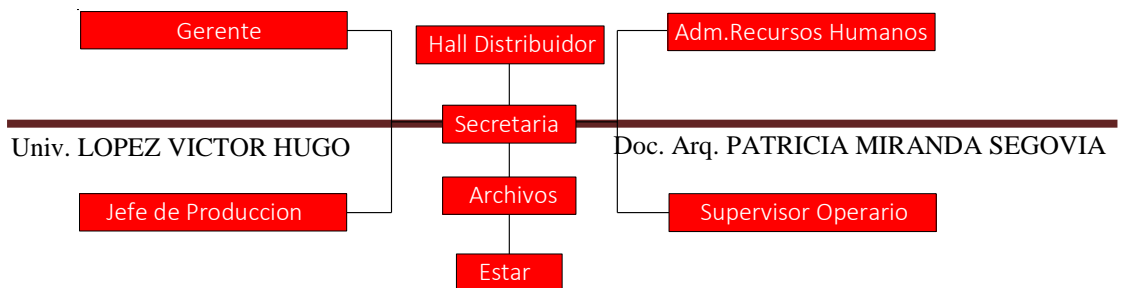 Gerente
Hall Distribuidor
Adm.Recursos Humanos
Secretaria
Univ. LOPEZ VICTOR HUGO
Doc. Arq. PATRICIA MIRANDA SEGOVIA
Archivos
Jefe de Produccion
Supervisor Operario
Estar